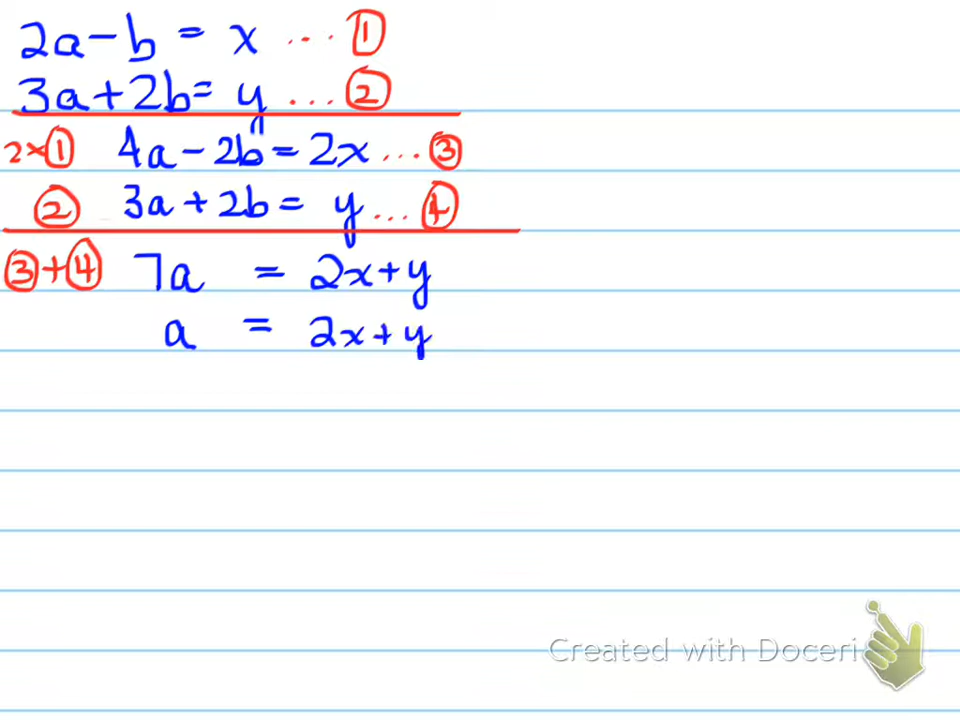 2a - b = x ... ①
3a + 2b = y ... ②
2×① 4a - 2b = 2x ... ③
② 3a + 2b = y ... ④
③+④ 7a = 2x + y
a = 2x + y
Created with Doceri